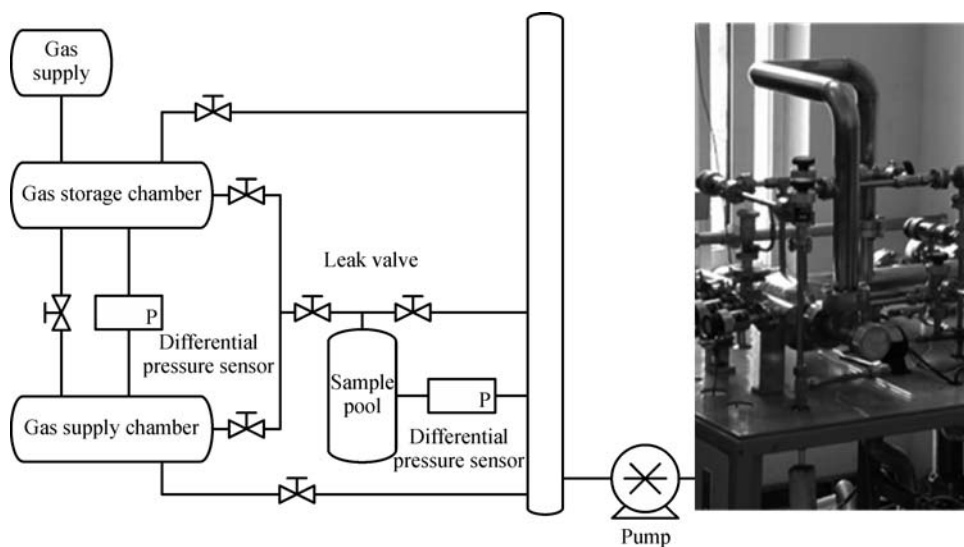 Gas
supply
Gas storage chamber
Leak valve
P
Differential
pressure sensor
Sample
pool
P
Gas supply chamber
Differential
pressure sensor
Pump